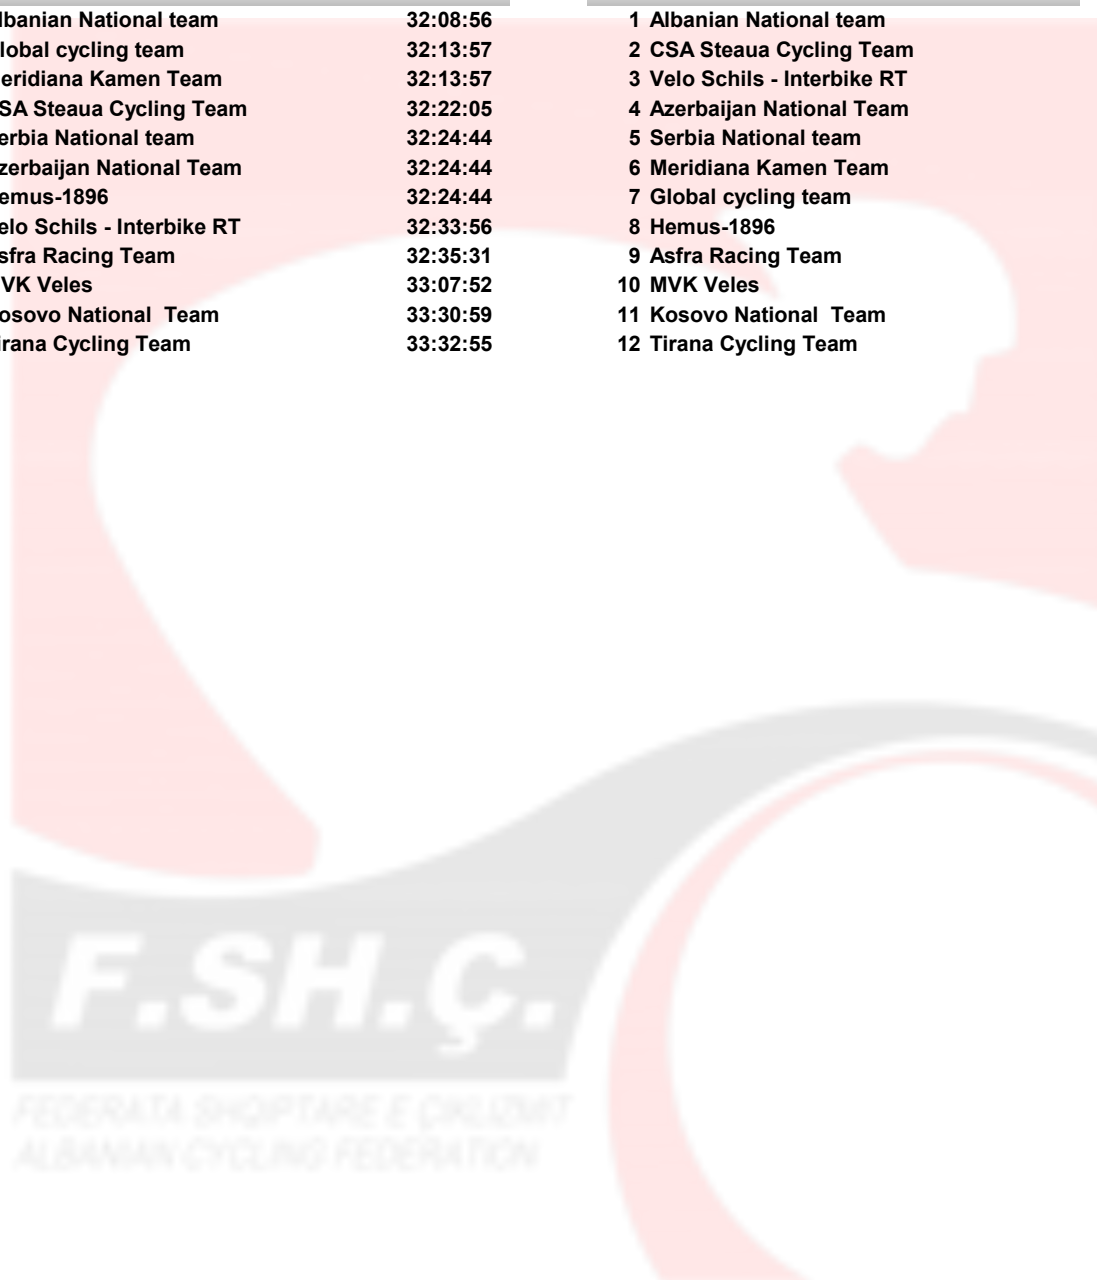 lbanian National team 32:08:56
lobal cycling team 32:13:57
eridiana Kamen Team 32:13:57
SA Steaua Cycling Team 32:22:05
erbia National team 32:24:44
zerbaijan National Team 32:24:44
emus-1896 32:24:44
elo Schils - Interbike RT 32:33:56
sfra Racing Team 32:35:31
VK Veles 33:07:52
osovo National  Team 33:30:59
irana Cycling Team 33:32:55
1 Albanian National team
2 CSA Steaua Cycling Team
3 Velo Schils - Interbike RT
4 Azerbaijan National Team
5 Serbia National team
6 Meridiana Kamen Team
7 Global cycling team
8 Hemus-1896
9 Asfra Racing Team
10 MVK Veles
11 Kosovo National  Team
12 Tirana Cycling Team
F.SH.Ç.
FEDERATA SHQIPTARE E ÇIKLIZMIT
ALBANIAN CYCLING FEDERATION